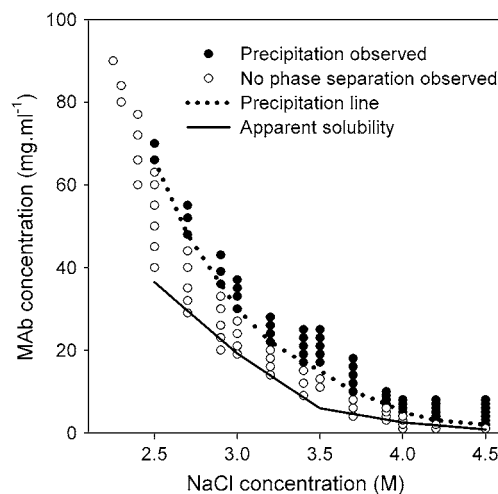 100
80
60
40
20
0
MAb concentration (mg.ml⁻¹)
Precipitation observed
No phase separation observed
Precipitation line
Apparent solubility
2.5 3.0 3.5 4.0 4.5
NaCl concentration (M)